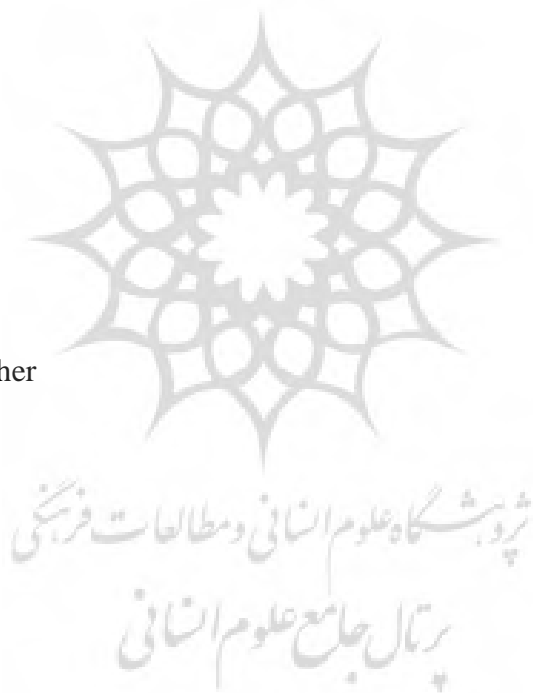 her
پژوهشگاه علوم انسانی و مطالعات فرهنگی
پرتال جامع علوم انسانی